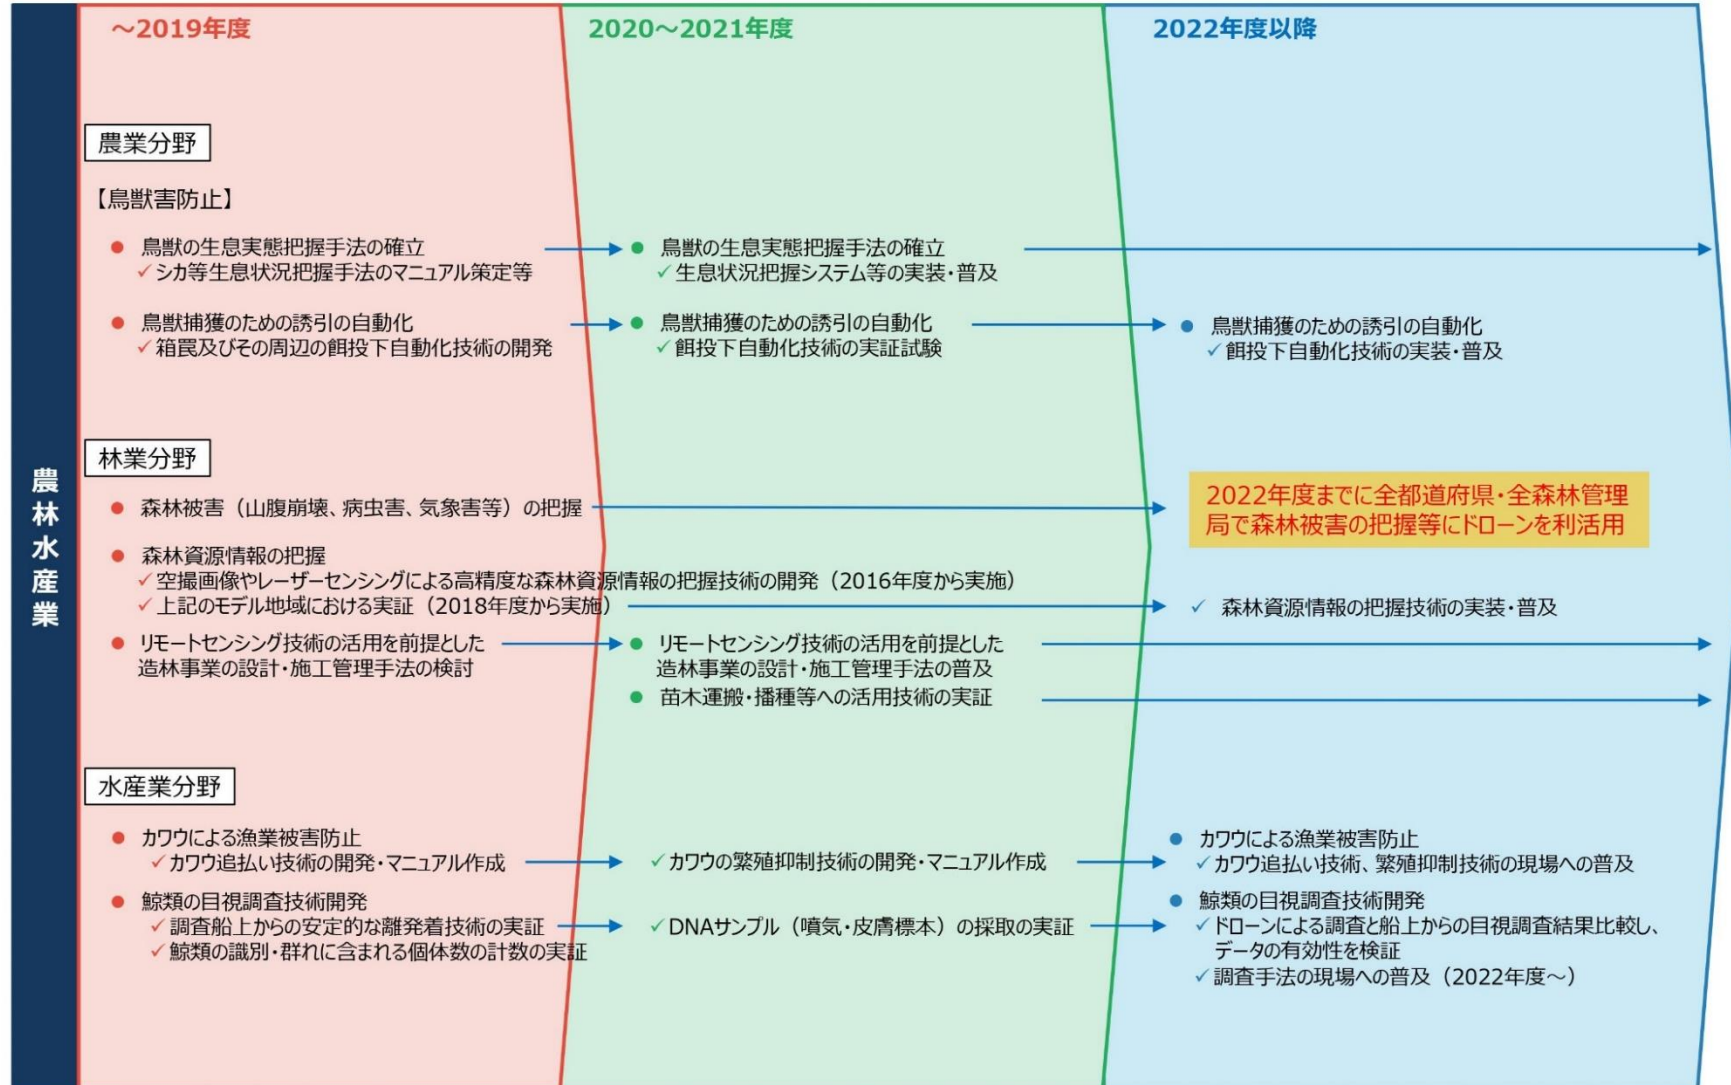 ～2019年度
2020～2021年度
2022年度以降
農林水産業
農業分野
【鳥獣害防止】
● 鳥獣の生息実態把握手法の確立
✓シカ等生息状況把握手法のマニュアル策定等
● 鳥獣の生息実態把握手法の確立
✓生息状況把握システム等の実装・普及
● 鳥獣捕獲のための誘引の自動化
✓箱罠及びその周辺の餌投下自動化技術の開発
● 鳥獣捕獲のための誘引の自動化
✓餌投下自動化技術の実証試験
● 鳥獣捕獲のための誘引の自動化
✓餌投下自動化技術の実装・普及
林業分野
● 森林被害（山腹崩壊、病虫害、気象害等）の把握
2022年度までに全都道府県・全森林管理
局で森林被害の把握等にドローンを利活用
● 森林資源情報の把握
✓空撮画像やレーザーセンシングによる高精度な森林資源情報の把握技術の開発（2016年度から実施）
✓上記のモデル地域における実証（2018年度から実施）
✓ 森林資源情報の把握技術の実装・普及
● リモートセンシング技術の活用を前提とした
造林事業の設計・施工管理手法の検討
● リモートセンシング技術の活用を前提とした
造林事業の設計・施工管理手法の普及
● 苗木運搬・播種等への活用技術の実証
水産業分野
● カワウによる漁業被害防止
✓カワウ追払い技術の開発・マニュアル作成
✓カワウの繁殖抑制技術の開発・マニュアル作成
● カワウによる漁業被害防止
✓カワウ追払い技術、繁殖抑制技術の現場への普及
● 鯨類の目視調査技術開発
✓調査船上からの安定的な離発着技術の実証
✓鯨類の識別・群れに含まれる個体数の計数の実証
✓DNAサンプル（噴気・皮膚標本）の採取の実証
● 鯨類の目視調査技術開発
✓ドローンによる調査と船上からの目視調査結果比較し、
データの有効性を検証
✓調査手法の現場への普及（2022年度～）